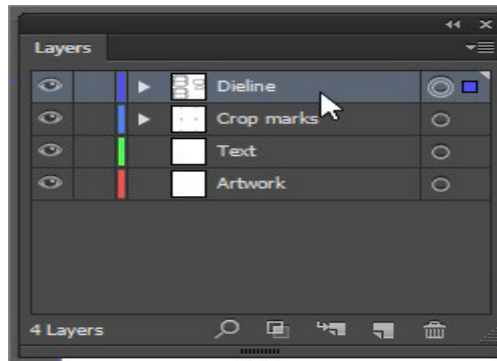 Layers
Dieline
Crop marks
Text
Artwork
4 Layers